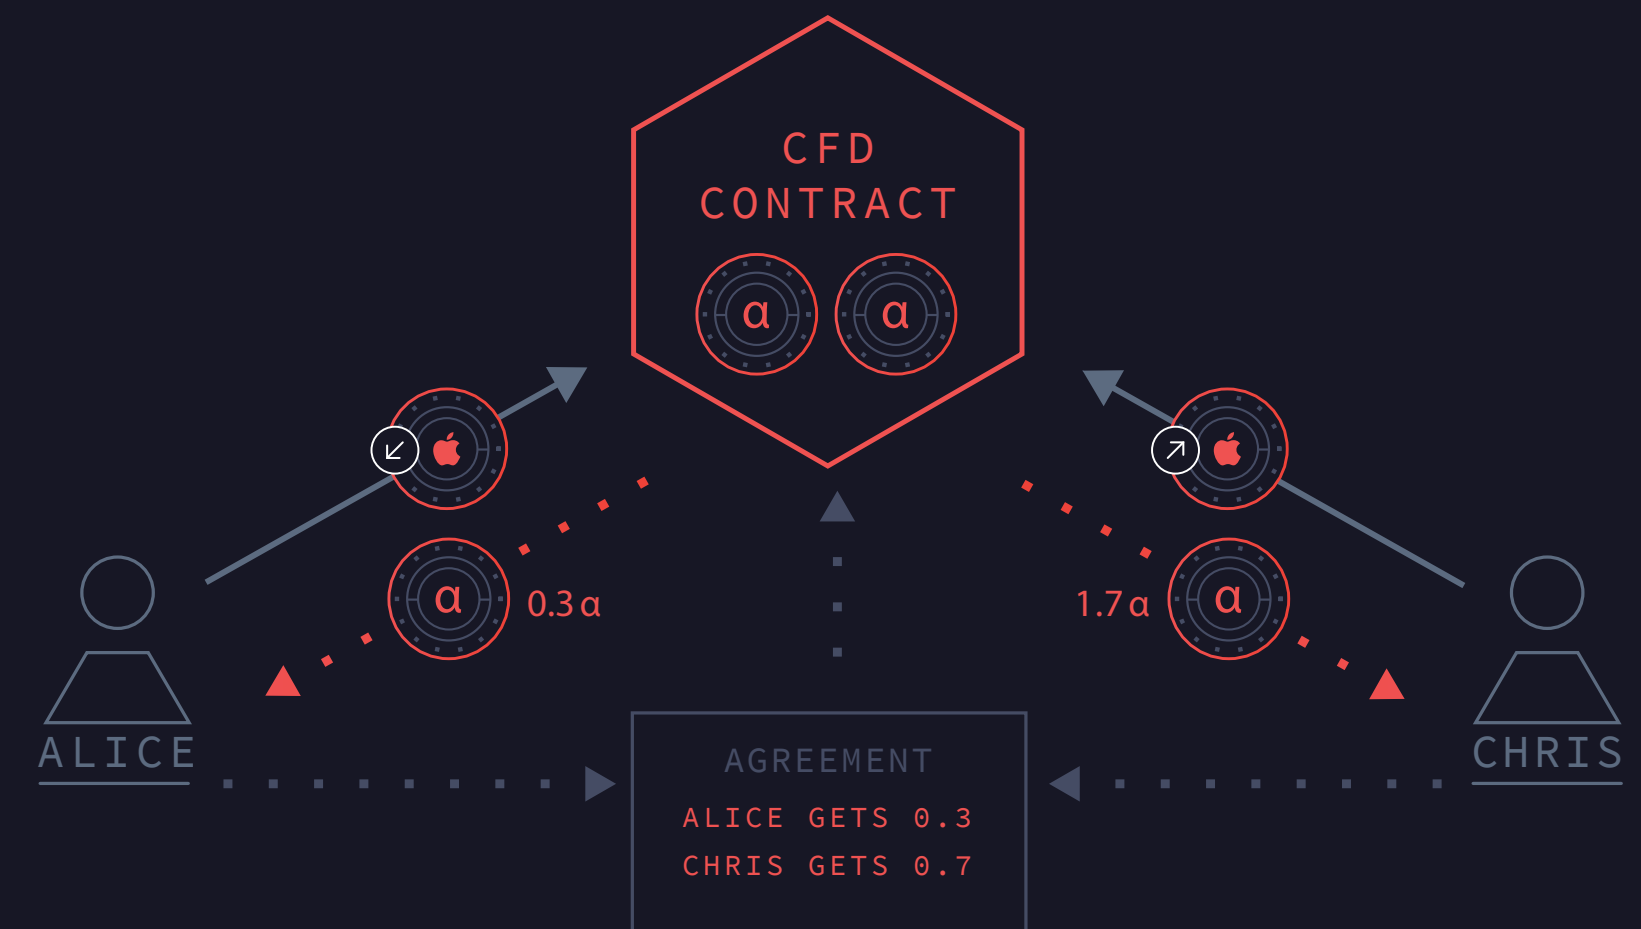 CFD
CONTRACT
α α
α 0.3 α
1.7 α α
ALICE
CHRIS
AGREEMENT
ALICE GETS 0.3
CHRIS GETS 0.7